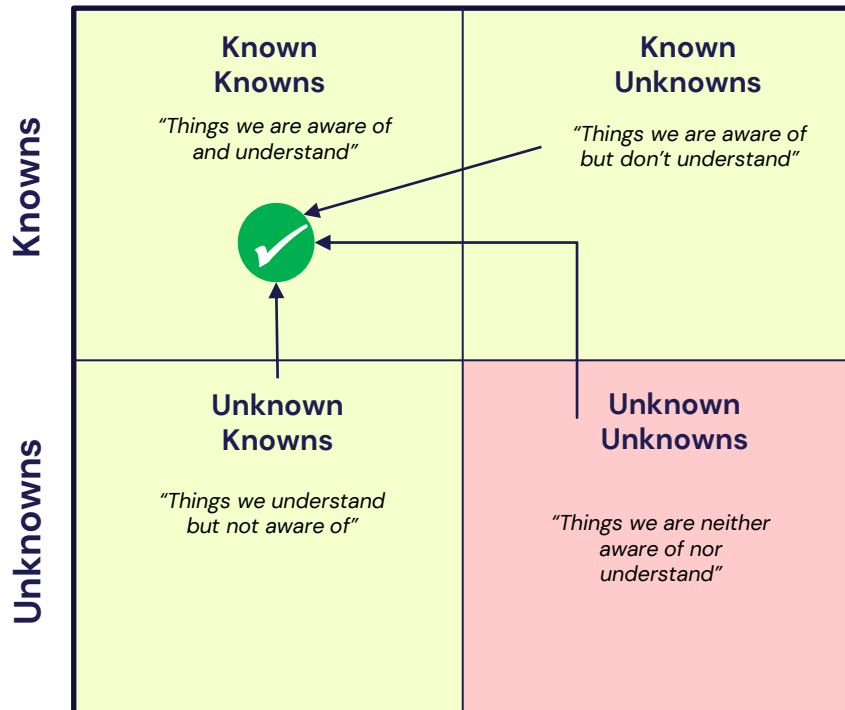 Known
Knowns
“Things we are aware of
and understand”
Known
Unknowns
“Things we are aware of
but don’t understand”
Knowns
Unknown
Knowns
“Things we understand
but not aware of”
Unknown
Unknowns
“Things we are neither
aware of nor
understand”
Unknowns